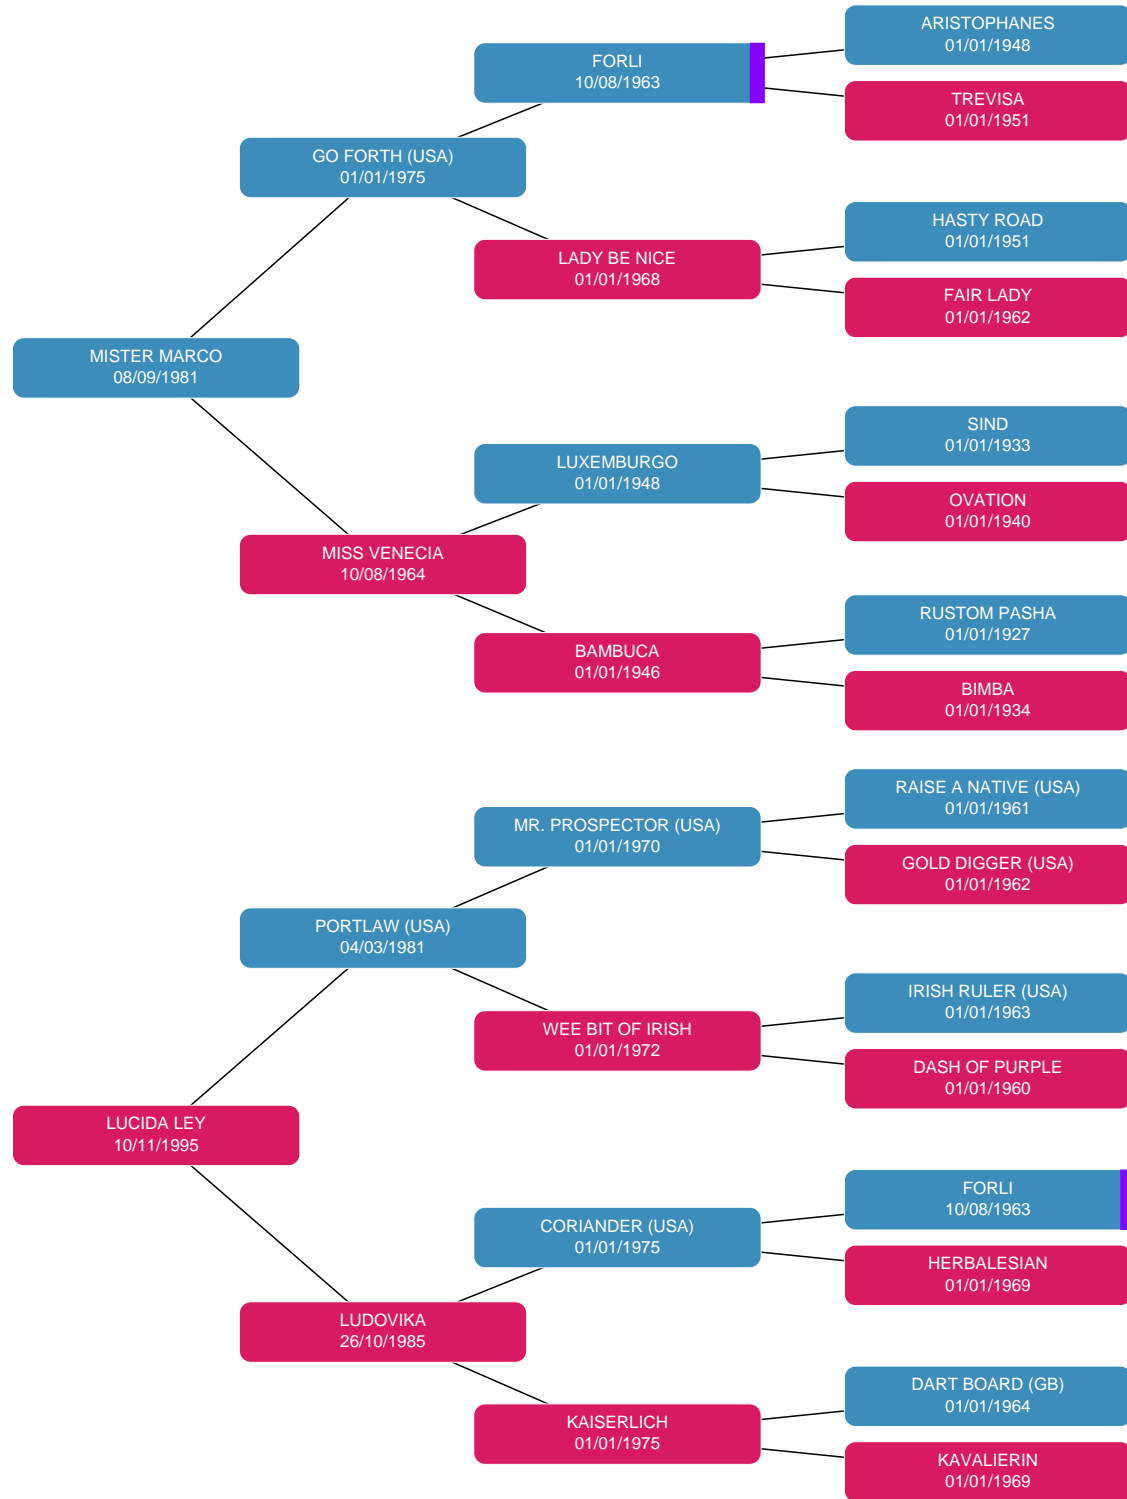 ARISTOPHANES
01/01/1948
FORLI
10/08/1963
TREVISA
01/01/1951
GO FORTH (USA)
01/01/1975
HASTY ROAD
01/01/1951
LADY BE NICE
01/01/1968
FAIR LADY
01/01/1962
MISTER MARCO
08/09/1981
SIND
01/01/1933
LUXEMBURGO
01/01/1948
OVATION
01/01/1940
MISS VENECIA
10/08/1964
RUSTOM PASHA
01/01/1927
BAMBUCA
01/01/1946
BIMBA
01/01/1934
RAISE A NATIVE (USA)
01/01/1961
MR. PROSPECTOR (USA)
01/01/1970
GOLD DIGGER (USA)
01/01/1962
PORTLAW (USA)
04/03/1981
IRISH RULER (USA)
01/01/1963
WEE BIT OF IRISH
01/01/1972
DASH OF PURPLE
01/01/1960
LUCIDA LEY
10/11/1995
FORLI
10/08/1963
CORIANDER (USA)
01/01/1975
HERBALESIAN
01/01/1969
LUDOVIKA
26/10/1985
DART BOARD (GB)
01/01/1964
KAISERLICH
01/01/1975
KAVALIERIN
01/01/1969